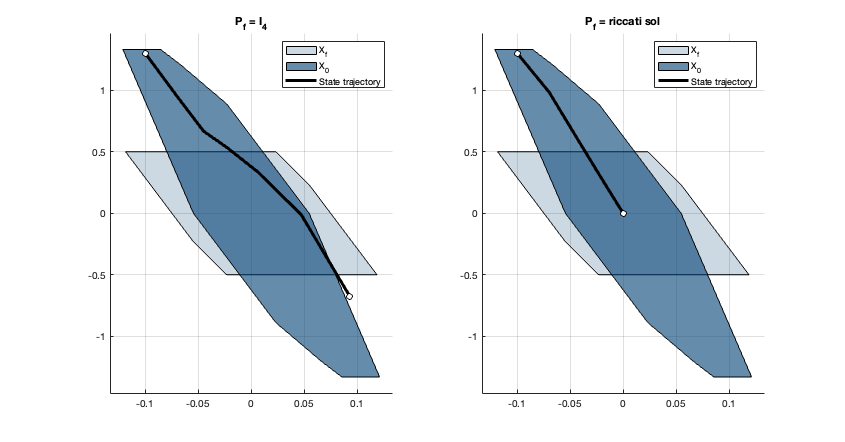 P_f = I_4
X_f
X_0
State trajectory
1
0.5
0
-0.5
-1
-0.1
-0.05
0
0.05
0.1
P_f = riccati sol
X_f
X_0
State trajectory
1
0.5
0
-0.5
-1
-0.1
-0.05
0
0.05
0.1